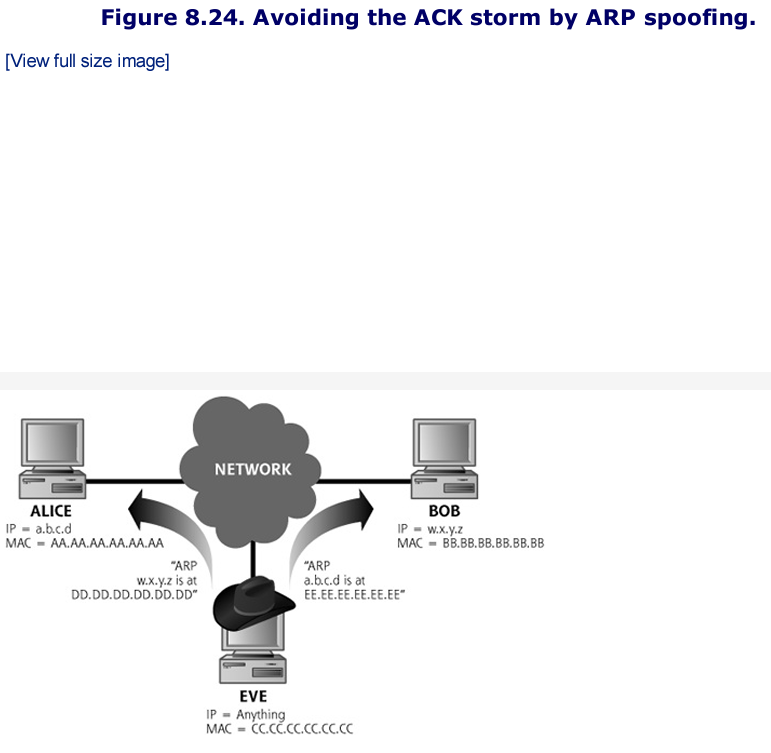 Figure 8.24. Avoiding the ACK storm by ARP spoofing.
[View full size image]
NETWORK
ALICE
IP = a.b.c.d
MAC = AA.AA.AA.AA.AA.AA
BOB
IP = w.x.y.z
MAC = BB.BB.BB.BB.BB.BB
"ARP
w.x.y.z is at
DD.DD.DD.DD.DD.DD"
"ARP
a.b.c.d is at
EE.EE.EE.EE.EE.EE"
EVE
IP = Anything
MAC = CC.CC.CC.CC.CC.CC